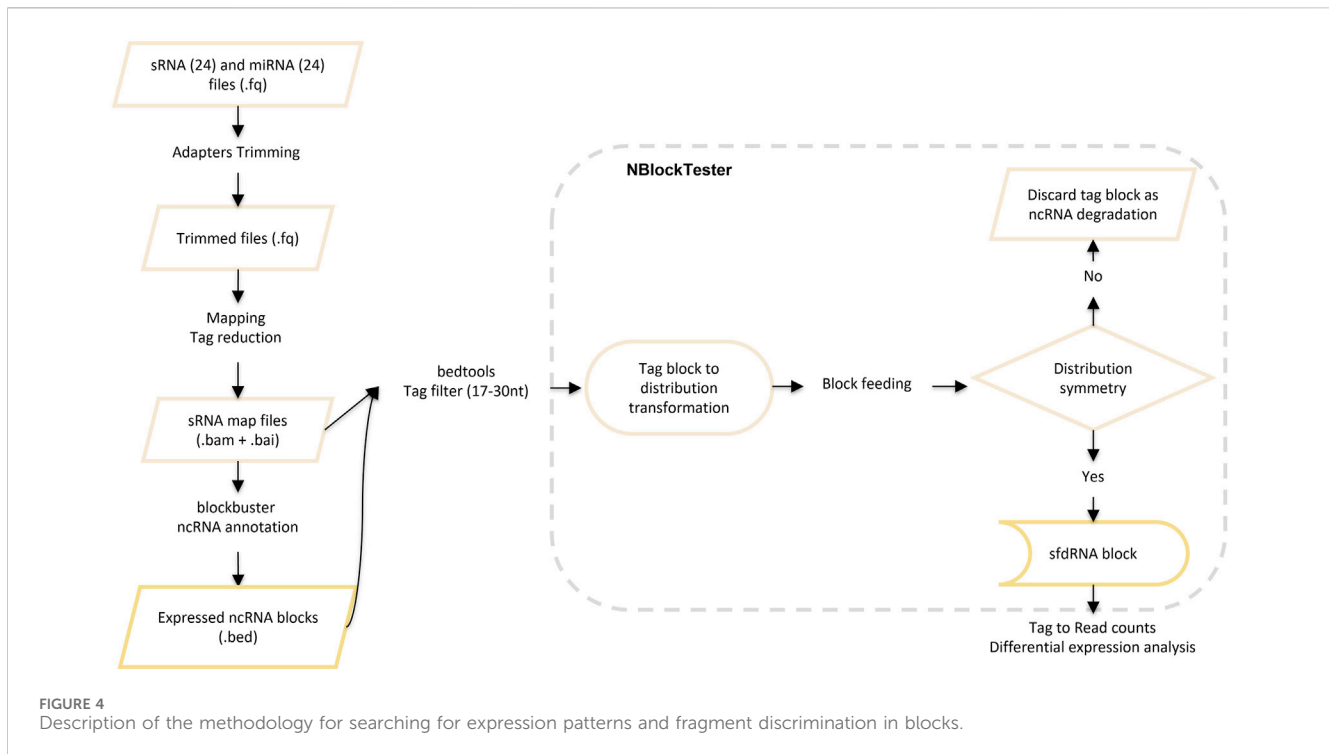 sRNA (24) and miRNA (24)
files (.fq)
Adapters Trimming
Trimmed files (.fq)
Mapping
Tag reduction
sRNA map files
(.bam + .bai)
blockbuster
ncRNA annotation
Expressed ncRNA blocks
(.bed)
bedtools
Tag filter (17-30nt)
NBlockTester
Tag block to
distribution
transformation
Block feeding
Distribution
symmetry
No
Discard tag block as
ncRNA degradation
Yes
sfdRNA block
Tag to Read counts
Differential expression analysis
FIGURE 4
Description of the methodology for searching for expression patterns and fragment discrimination in blocks.